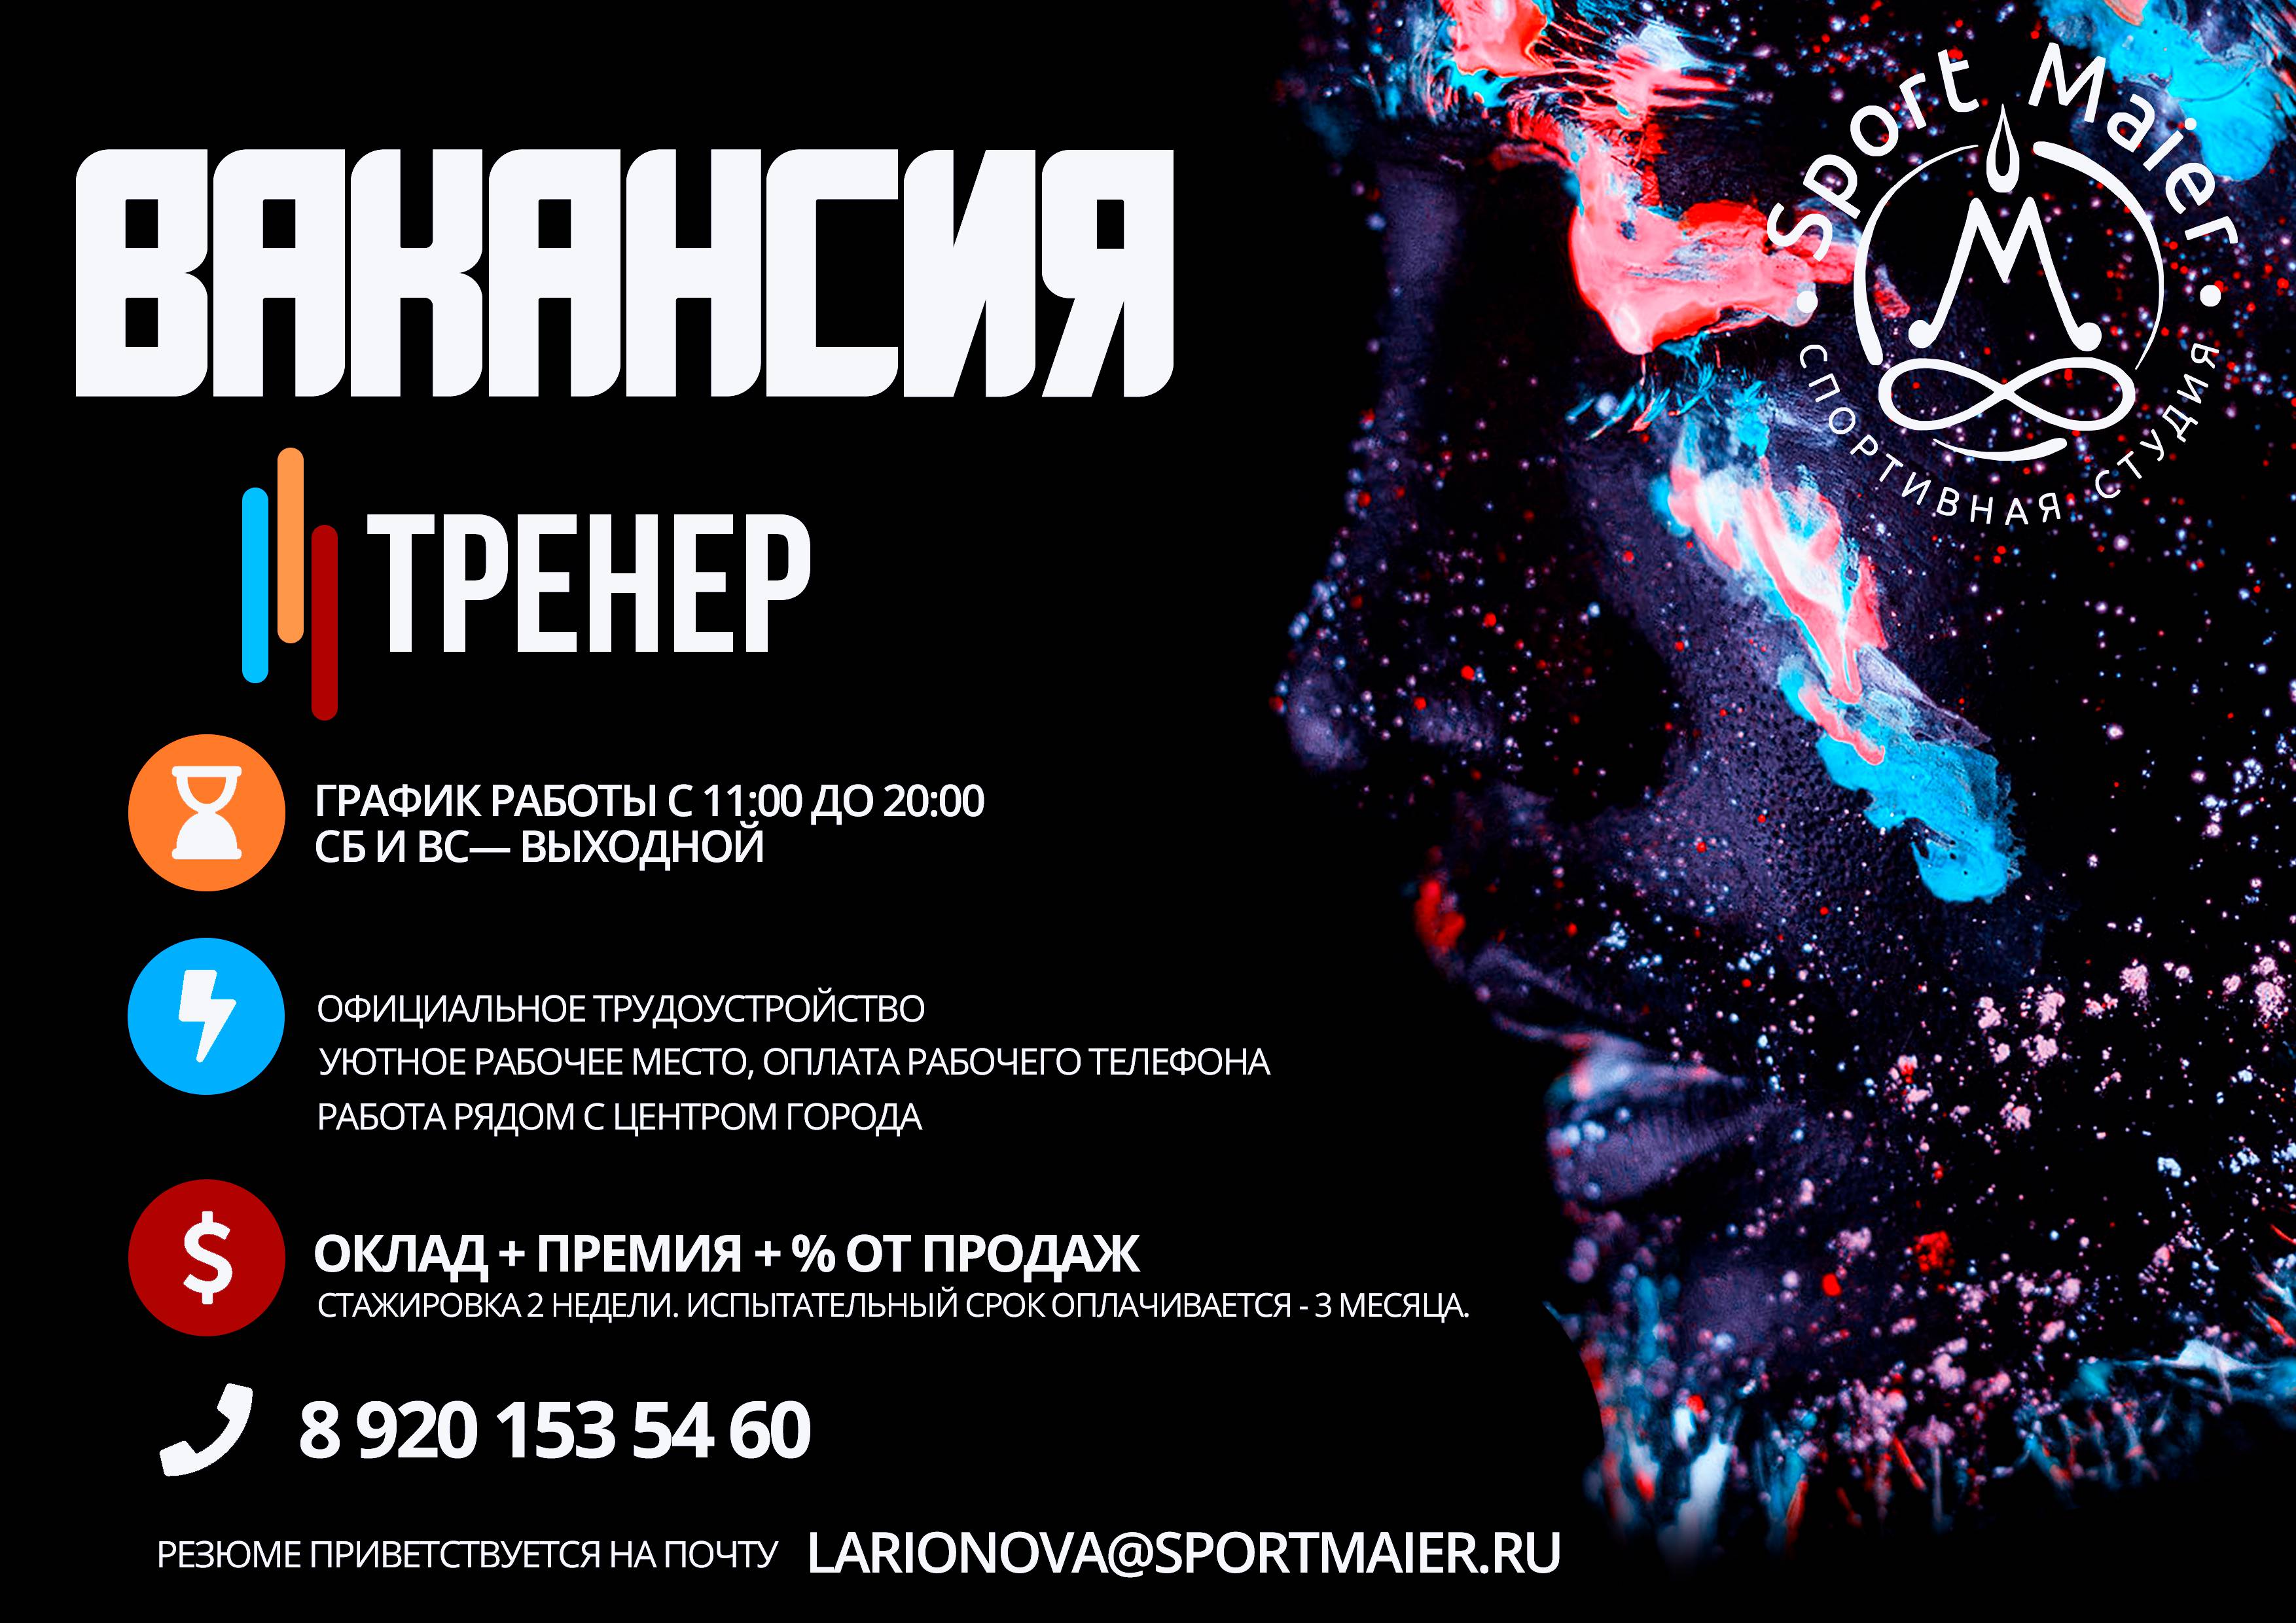 Sport Maier
СПОРТИВНАЯ СТУДИЯ
ВАКАНСИЯ
ТРЕНЕР
ГРАФИК РАБОТЫ С 11:00 ДО 20:00
СБ И ВС— ВЫХОДНОЙ
ОФИЦИАЛЬНОЕ ТРУДОУСТРОЙСТВО
УЮТНОЕ РАБОЧЕЕ МЕСТО, ОПЛАТА РАБОЧЕГО ТЕЛЕФОНА
РАБОТА РЯДОМ С ЦЕНТРОМ ГОРОДА
$
ОКЛАД + ПРЕМИЯ + % ОТ ПРОДАЖ
СТАЖИРОВКА 2 НЕДЕЛИ. ИСПЫТАТЕЛЬНЫЙ СРОК ОПЛАЧИВАЕТСЯ - 3 МЕСЯЦА.
8 920 153 54 60
РЕЗЮМЕ ПРИВЕТСТВУЕТСЯ НА ПОЧТУ LARIONOVA@SPORTMAIER.RU